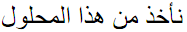 نأخذ من هذا المحلول